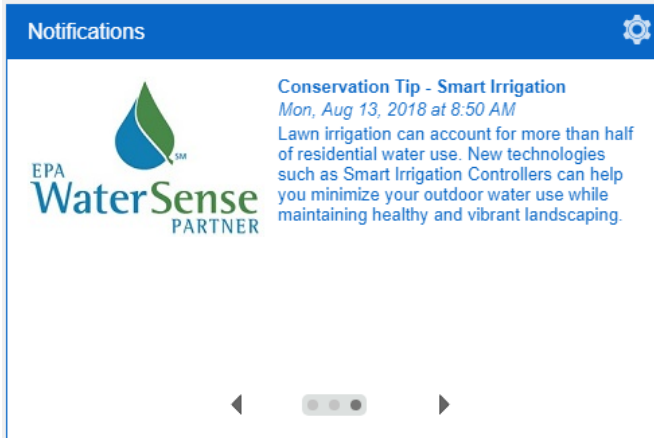 Notifications
Conservation Tip - Smart Irrigation
Mon, Aug 13, 2018 at 8:50 AM
Lawn irrigation can account for more than half
of residential water use. New technologies
such as Smart Irrigation Controllers can help
you minimize your outdoor water use while
maintaining healthy and vibrant landscaping.
SM
EPA
WaterSense
PARTNER